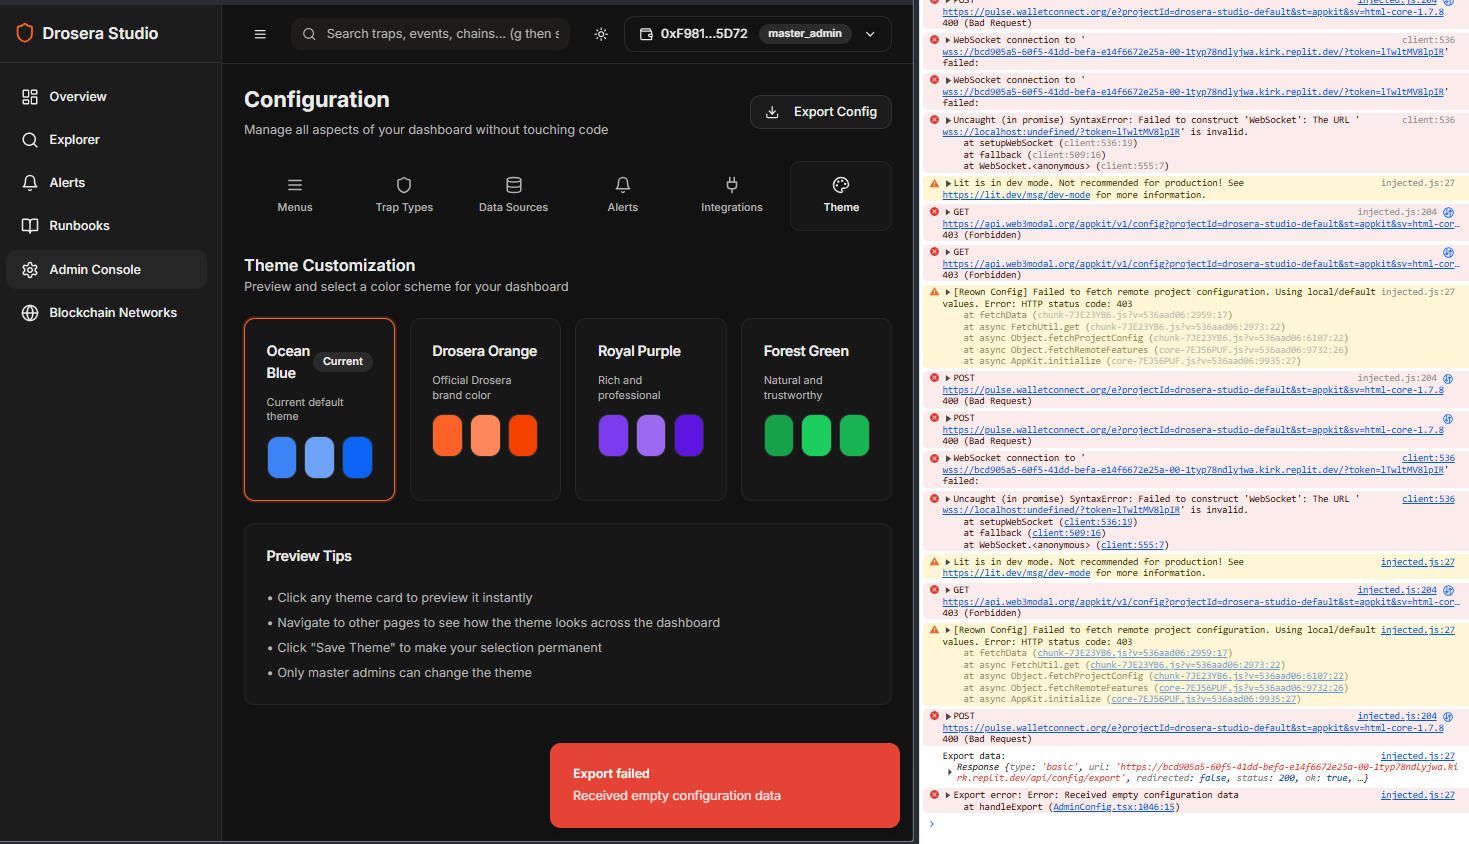 Drosera Studio
Search traps, events, chains... (g then s
0xF981...5D72
master_admin
Overview
Explorer
Alerts
Runbooks
Admin Console
Blockchain Networks
Configuration
Manage all aspects of your dashboard without touching code
Export Config
Menus
Trap Types
Data Sources
Alerts
Integrations
Theme
Theme Customization
Preview and select a color scheme for your dashboard
Ocean
Blue
Current
Current default
theme
Drosera Orange
Official Drosera
brand color
Royal Purple
Rich and
professional
Forest Green
Natural and
trustworthy
Preview Tips
• Click any theme card to preview it instantly
• Navigate to other pages to see how the theme looks across the dashboard
• Click "Save Theme" to make your selection permanent
• Only master admins can change the theme
Export failed
Received empty configuration data
POST injected.js:204
https://pulse.walletconnect.org/e?projectId=drosera-studio-default&st=appkit&sv=html-core-1.7.8
400 (Bad Request)
WebSocket connection to ' client:536
wss://bcd905a5-60f5-41dd-befa-e14f6672e25a-00-1typ78ndlyjwa.kirk.replit.dev/?token=lTwltMV8lpIR'
failed:
WebSocket connection to '
wss://bcd905a5-60f5-41dd-befa-e14f6672e25a-00-1typ78ndlyjwa.kirk.replit.dev/?token=lTwltMV8lpIR'
failed:
Uncaught (in promise) SyntaxError: Failed to construct 'WebSocket': The URL ' client:536
wss://localhost:undefined/?token=lTwltMV8lpIR' is invalid.
at setupWebSocket (client:536:19)
at fallback (client:509:16)
at WebSocket.<anonymous> (client:555:7)
Lit is in dev mode. Not recommended for production! See injected.js:27
https://lit.dev/msg/dev-mode for more information.
GET injected.js:204
https://api.web3modal.org/appkit/v1/config?projectId=drosera-studio-default&st=appkit&sv=html-cor…
403 (Forbidden)
GET
https://api.web3modal.org/appkit/v1/config?projectId=drosera-studio-default&st=appkit&sv=html-cor…
403 (Forbidden)
[Reown Config] Failed to fetch remote project configuration. Using local/default injected.js:27
values. Error: HTTP status code: 403
at fetchData (chunk-7JE23YB6.js?v=536aad06:2959:17)
at async FetchUtil.get (chunk-7JE23YB6.js?v=536aad06:2973:22)
at async Object.fetchProjectConfig (chunk-7JE23YB6.js?v=536aad06:6107:22)
at async Object.fetchRemoteFeatures (core-7EJ56PUF.js?v=536aad06:9732:26)
at async AppKit.initialize (core-7EJ56PUF.js?v=536aad06:9935:27)
POST injected.js:204
https://pulse.walletconnect.org/e?projectId=drosera-studio-default&st=appkit&sv=html-core-1.7.8
400 (Bad Request)
POST
https://pulse.walletconnect.org/e?projectId=drosera-studio-default&st=appkit&sv=html-core-1.7.8
400 (Bad Request)
WebSocket connection to ' client:536
wss://bcd905a5-60f5-41dd-befa-e14f6672e25a-00-1typ78ndlyjwa.kirk.replit.dev/?token=lTwltMV8lpIR'
failed:
Uncaught (in promise) SyntaxError: Failed to construct 'WebSocket': The URL ' client:536
wss://localhost:undefined/?token=lTwltMV8lpIR' is invalid.
at setupWebSocket (client:536:19)
at fallback (client:509:16)
at WebSocket.<anonymous> (client:555:7)
Lit is in dev mode. Not recommended for production! See injected.js:27
https://lit.dev/msg/dev-mode for more information.
GET injected.js:204
https://api.web3modal.org/appkit/v1/config?projectId=drosera-studio-default&st=appkit&sv=html-cor…
403 (Forbidden)
[Reown Config] Failed to fetch remote project configuration. Using local/default injected.js:27
values. Error: HTTP status code: 403
at fetchData (chunk-7JE23YB6.js?v=536aad06:2959:17)
at async FetchUtil.get (chunk-7JE23YB6.js?v=536aad06:2973:22)
at async Object.fetchProjectConfig (chunk-7JE23YB6.js?v=536aad06:6107:22)
at async Object.fetchRemoteFeatures (core-7EJ56PUF.js?v=536aad06:9732:26)
at async AppKit.initialize (core-7EJ56PUF.js?v=536aad06:9935:27)
POST injected.js:204
https://pulse.walletconnect.org/e?projectId=drosera-studio-default&st=appkit&sv=html-core-1.7.8
400 (Bad Request)
Export data: injected.js:27
Response {type: 'basic', url: 'https://bcd905a5-60f5-41dd-befa-e14f6672e25a-00-1typ78ndlyjwa.ki
rk.replit.dev/api/config/export', redirected: false, status: 200, ok: true, …}
Export error: Error: Received empty configuration data injected.js:27
at handleExport (AdminConfig.tsx:1046:15)